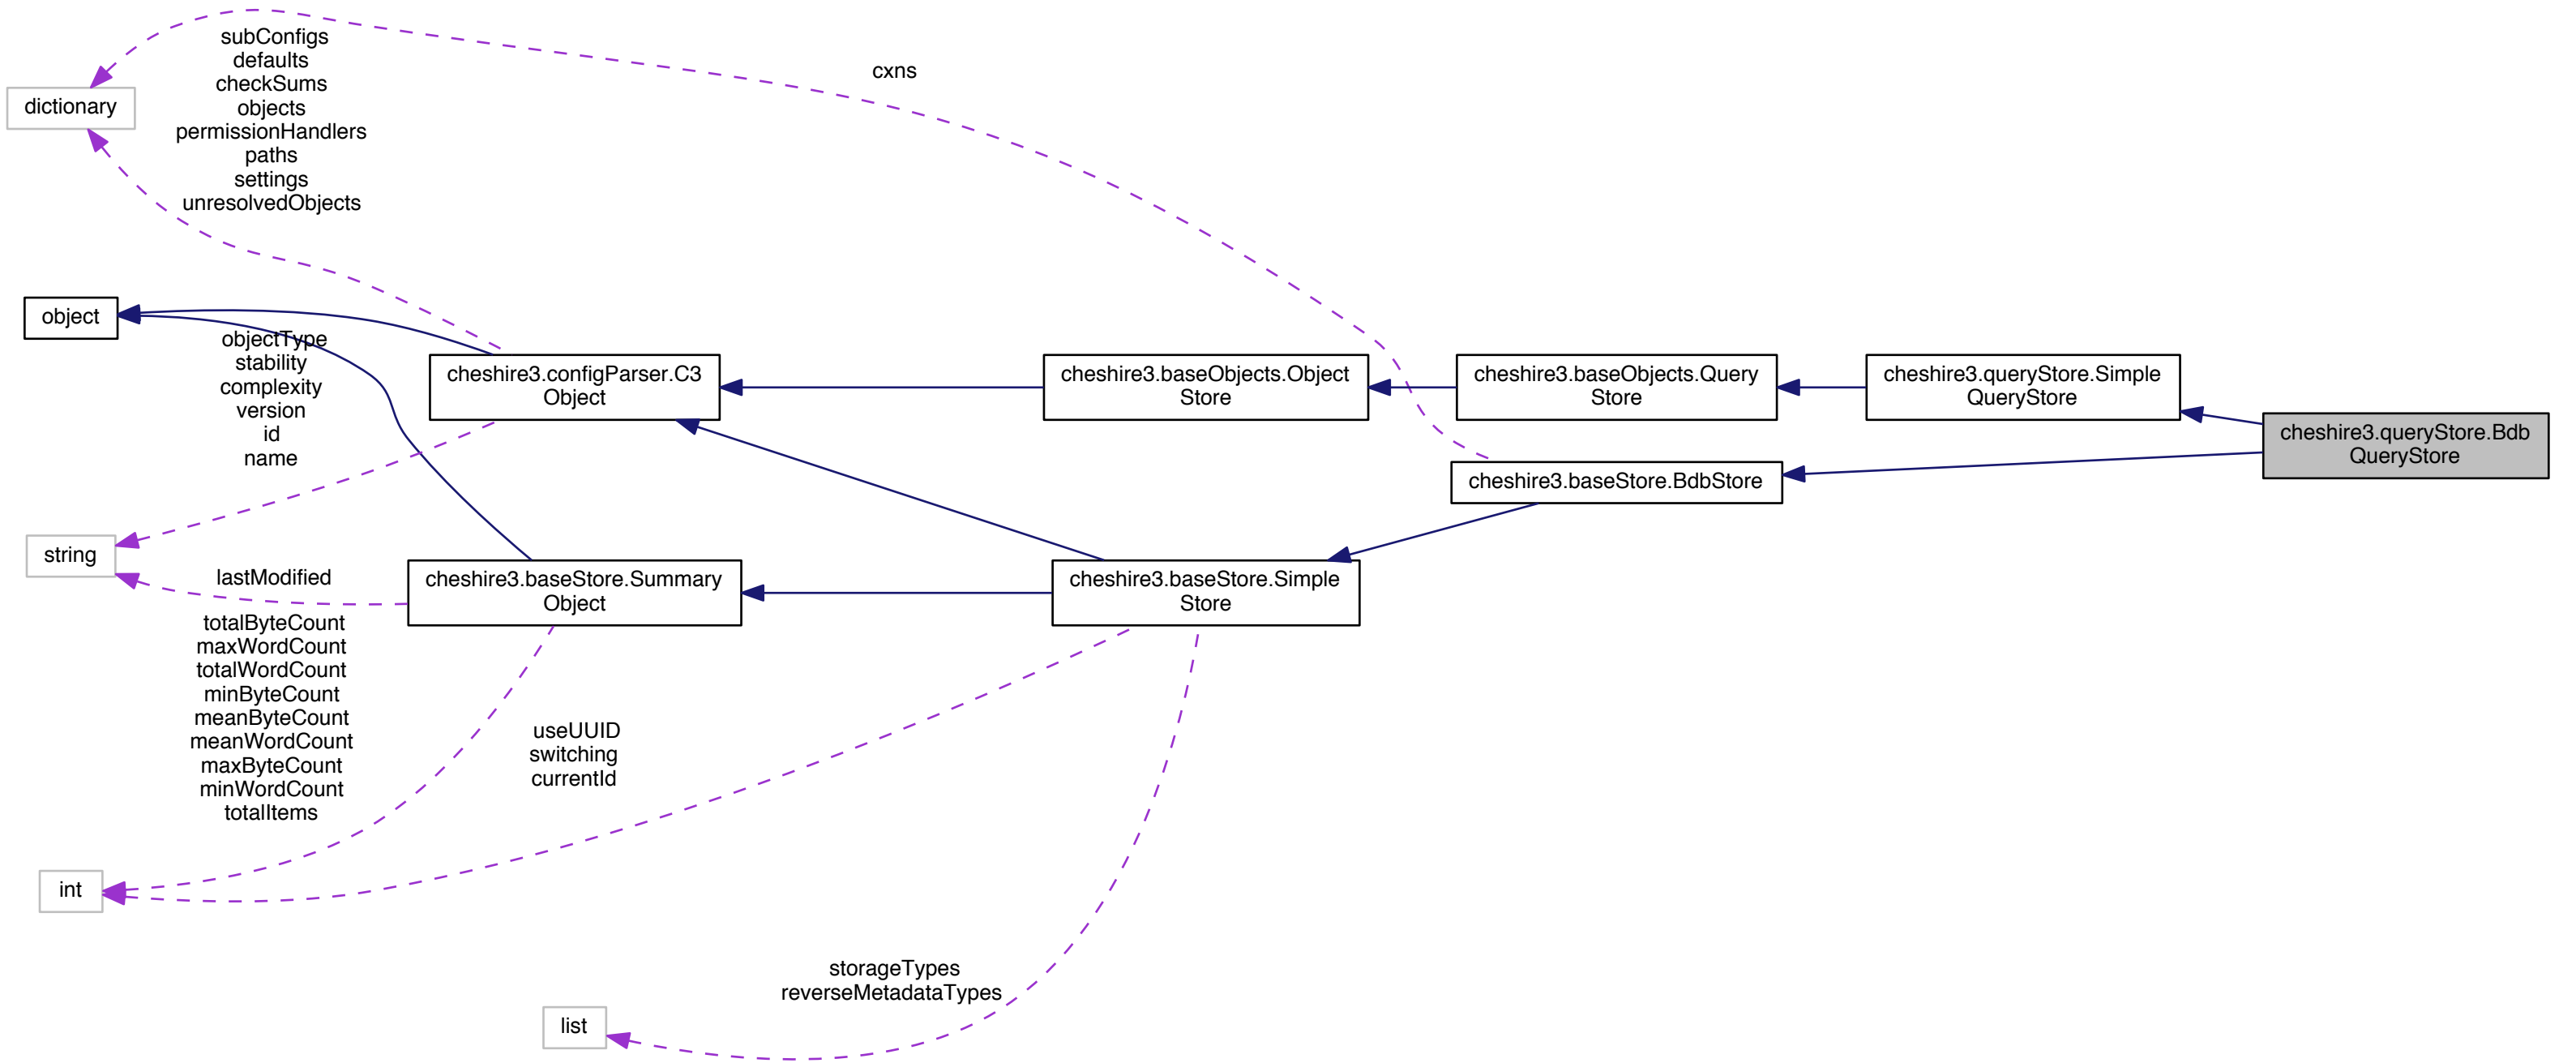 subConfigs
defaults
checkSums
objects
permissionHandlers
paths
settings
unresolvedObjects
cxns
dictionary
object
objectType
stability
complexity
version
id
name
cheshire3.configParser.C3
Object
cheshire3.baseObjects.Object
Store
cheshire3.baseObjects.Query
Store
cheshire3.queryStore.Simple
QueryStore
cheshire3.queryStore.Bdb
QueryStore
cheshire3.baseStore.BdbStore
string
lastModified
cheshire3.baseStore.Summary
Object
cheshire3.baseStore.Simple
Store
totalByteCount
maxWordCount
totalWordCount
minByteCount
meanByteCount
meanWordCount
maxByteCount
minWordCount
totalItems
useUUID
switching
currentId
int
storageTypes
reverseMetadataTypes
list